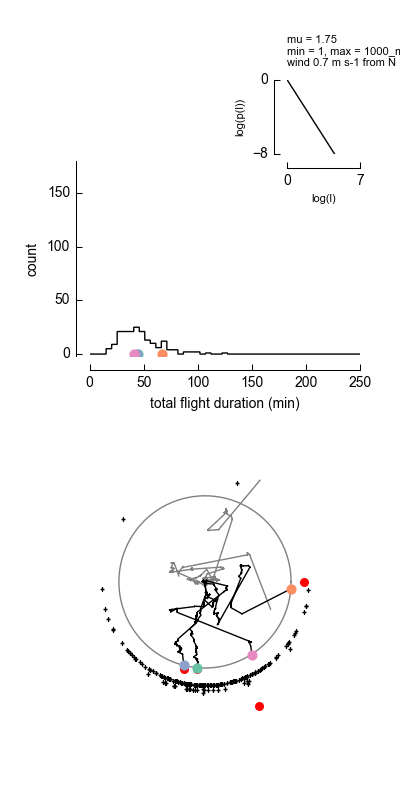 mu = 1.75
min = 1, max = 1000_m
wind 0.7 m s-1 from N
0
log(p(l))
−8
0
7
log(l)
150
100
count
50
0
0
50
100
150
200
250
total flight duration (min)